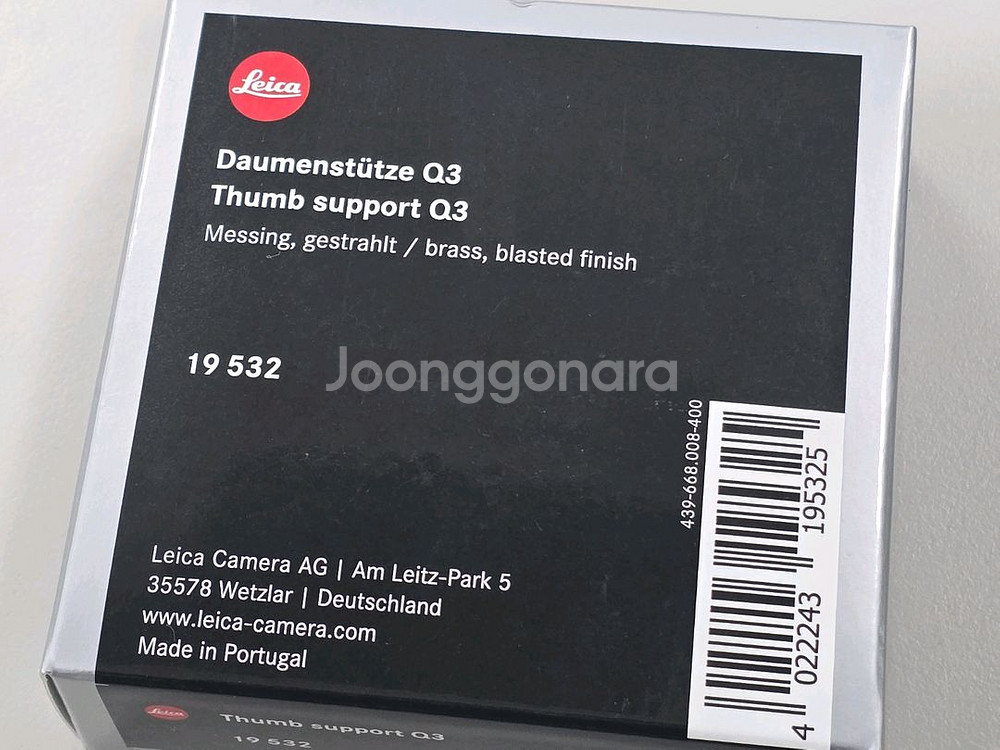 Leica
Daumenstütze Q3
Thumb support Q3
Messing, gestrahlt / brass, blasted finish
19 532
Joonggonara
439-668.008-400
4 022243 195325
Leica Camera AG | Am Leitz-Park 5
35578 Wetzlar | Deutschland
www.leica-camera.com
Made in Portugal
Leica
Thumb support Q3
19 532